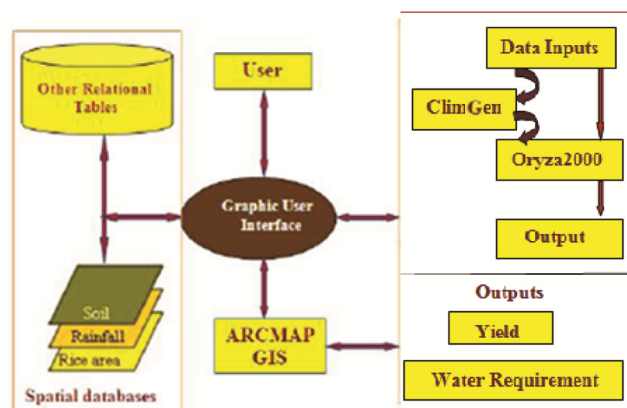 Other Relational
Tables
Soil
Rainfall
Rice area
Spatial databases
User
Graphic User
Interface
ARCMAP
GIS
Data Inputs
ClimGen
Oryza2000
Output
Outputs
Yield
Water Requirement